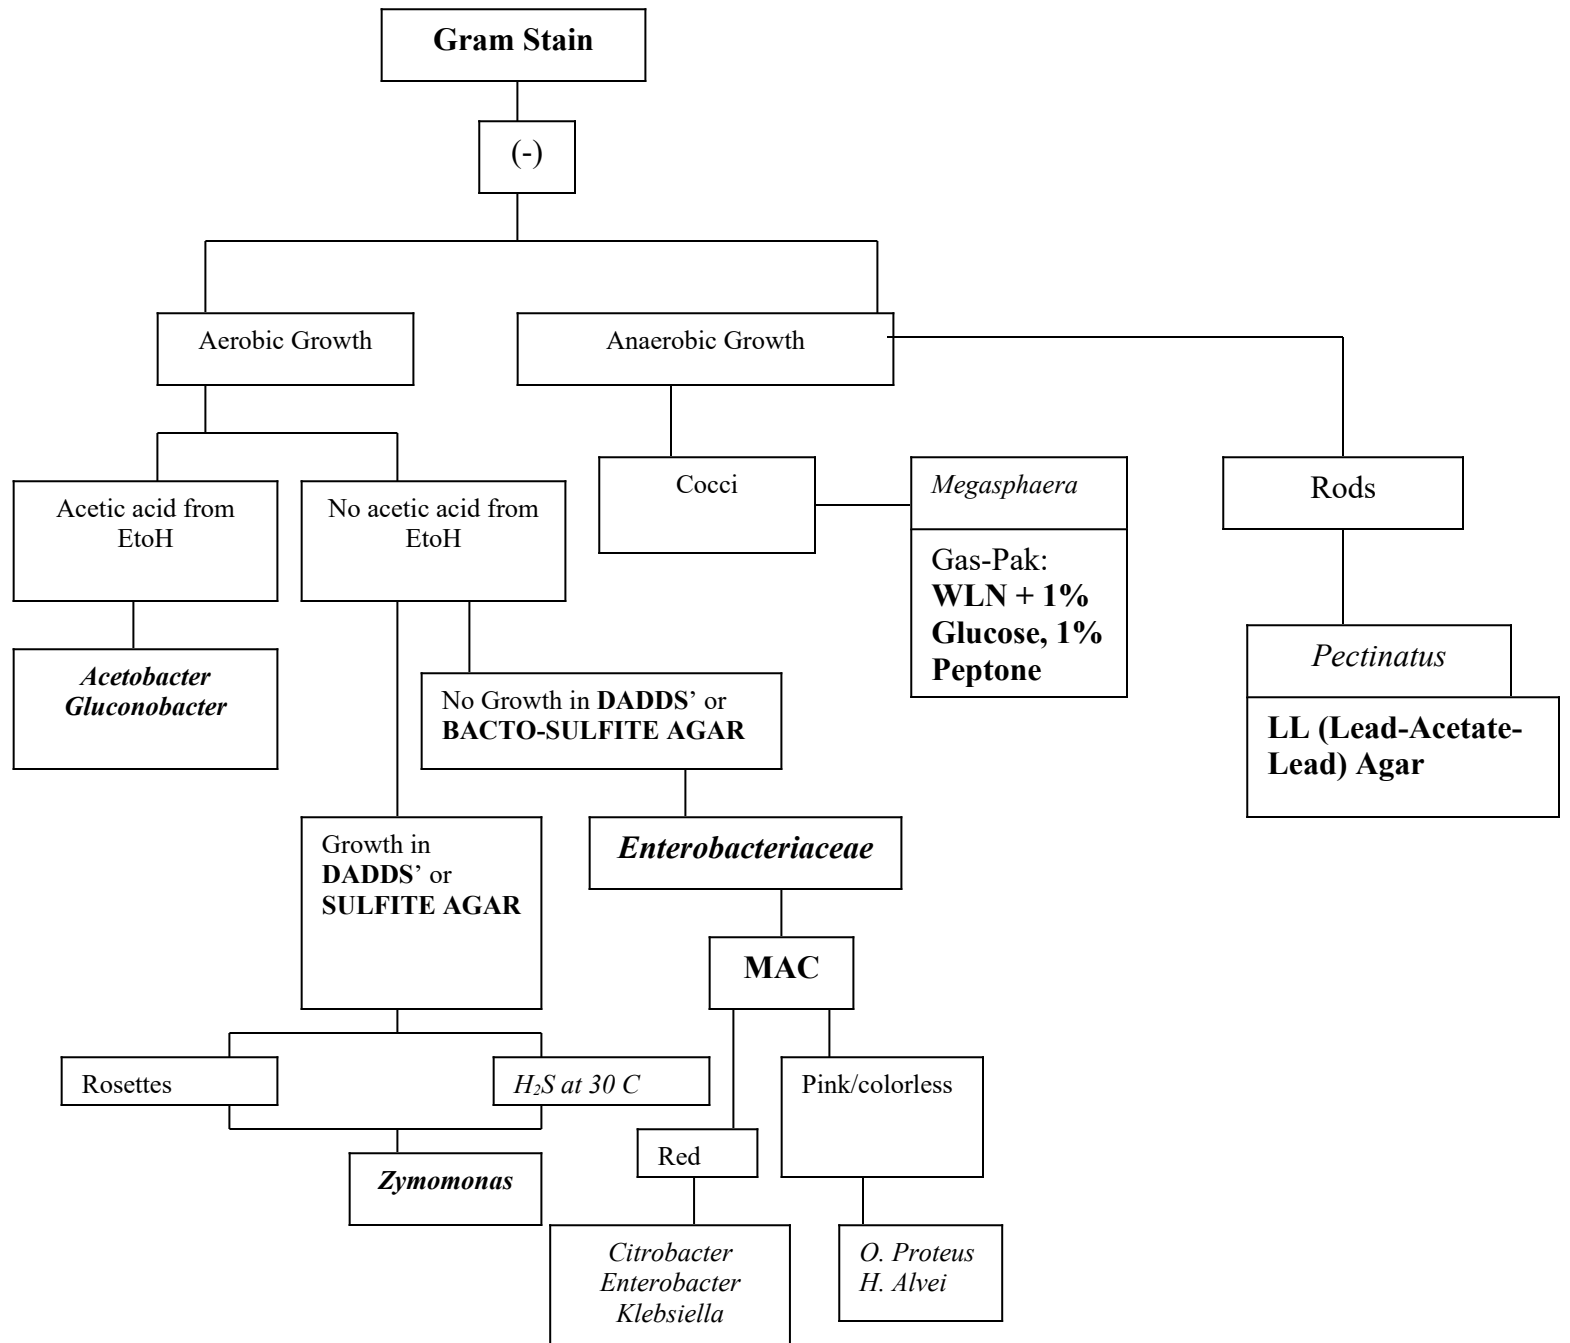 Gram Stain
(-)
Aerobic Growth
Anaerobic Growth
Acetic acid from
EtoH
No acetic acid from
EtoH
Cocci
Megasphaera
Gas-Pak:
WLN + 1%
Glucose, 1%
Peptone
Rods
Pectinatus
LL (Lead-Acetate-
Lead) Agar
Acetobacter
Gluconobacter
No Growth in DADDS’ or
BACTO-SULFITE AGAR
Growth in
DADDS’ or
SULFITE AGAR
Enterobacteriaceae
MAC
Rosettes
H₂S at 30 C
Zymomonas
Red
Pink/colorless
Citrobacter
Enterobacter
Klebsiella
O. Proteus
H. Alvei